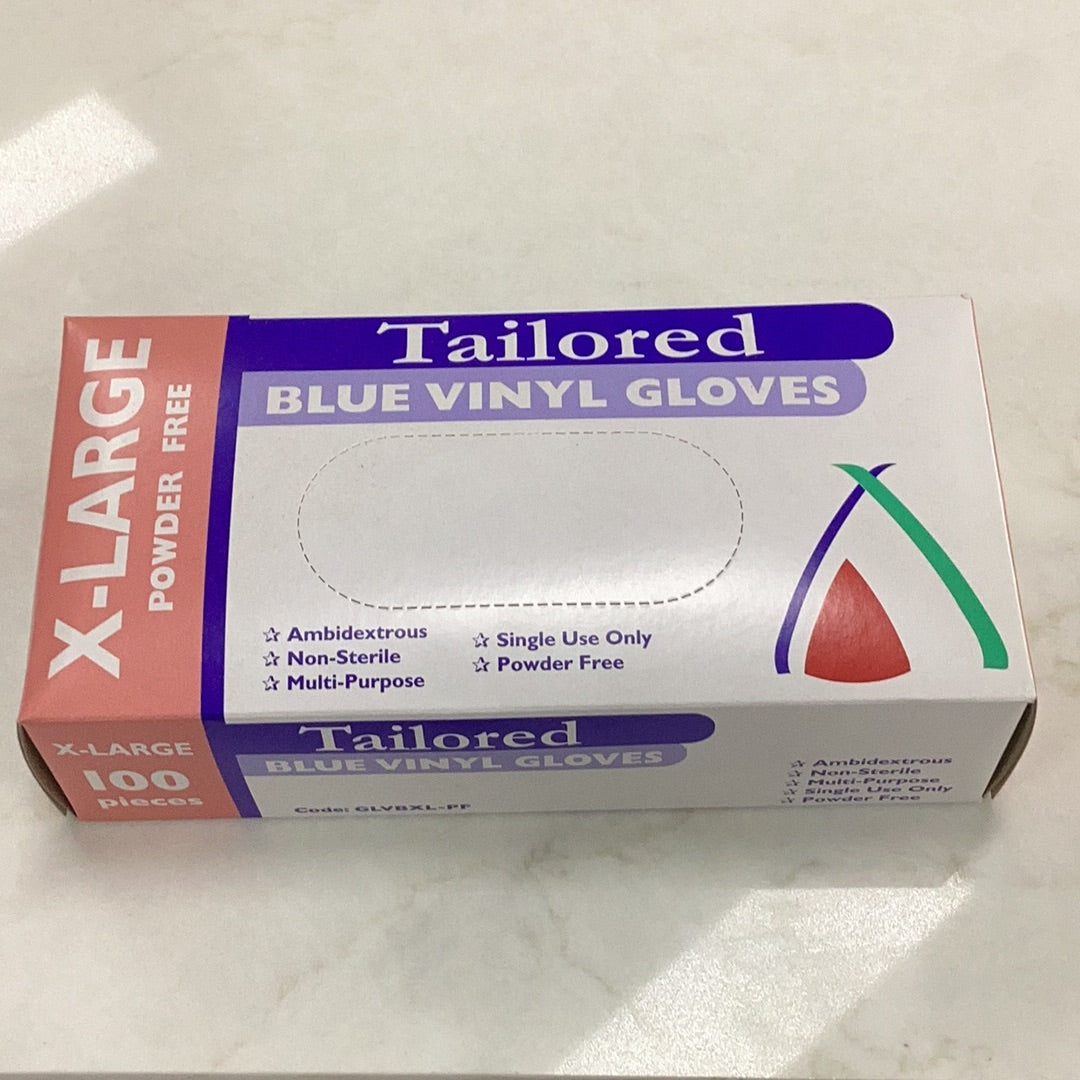 X-LARGE
POWDER FREE
Tailored
BLUE VINYL GLOVES
☆ Ambidextrous
☆ Non-Sterile
☆ Multi-Purpose
☆ Single Use Only
☆ Powder Free
X-LARGE
100
pieces
Tailored
BLUE VINYL GLOVES
Code: GLVBXL-PF
☆ Ambidextrous
☆ Non-Sterile
☆ Multi-Purpose
☆ Single Use Only
☆ Powder Free